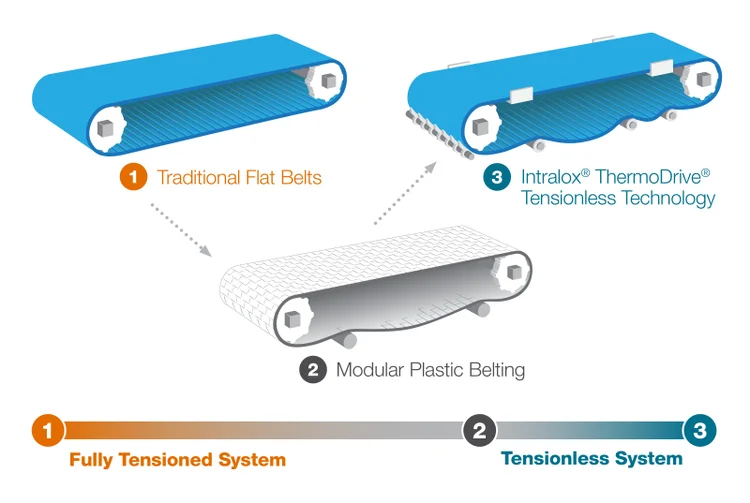 1 Traditional Flat Belts
3 Intralox® ThermoDrive®
Tensionless Technology
2 Modular Plastic Belting
1 2 3
Fully Tensioned System
Tensionless System